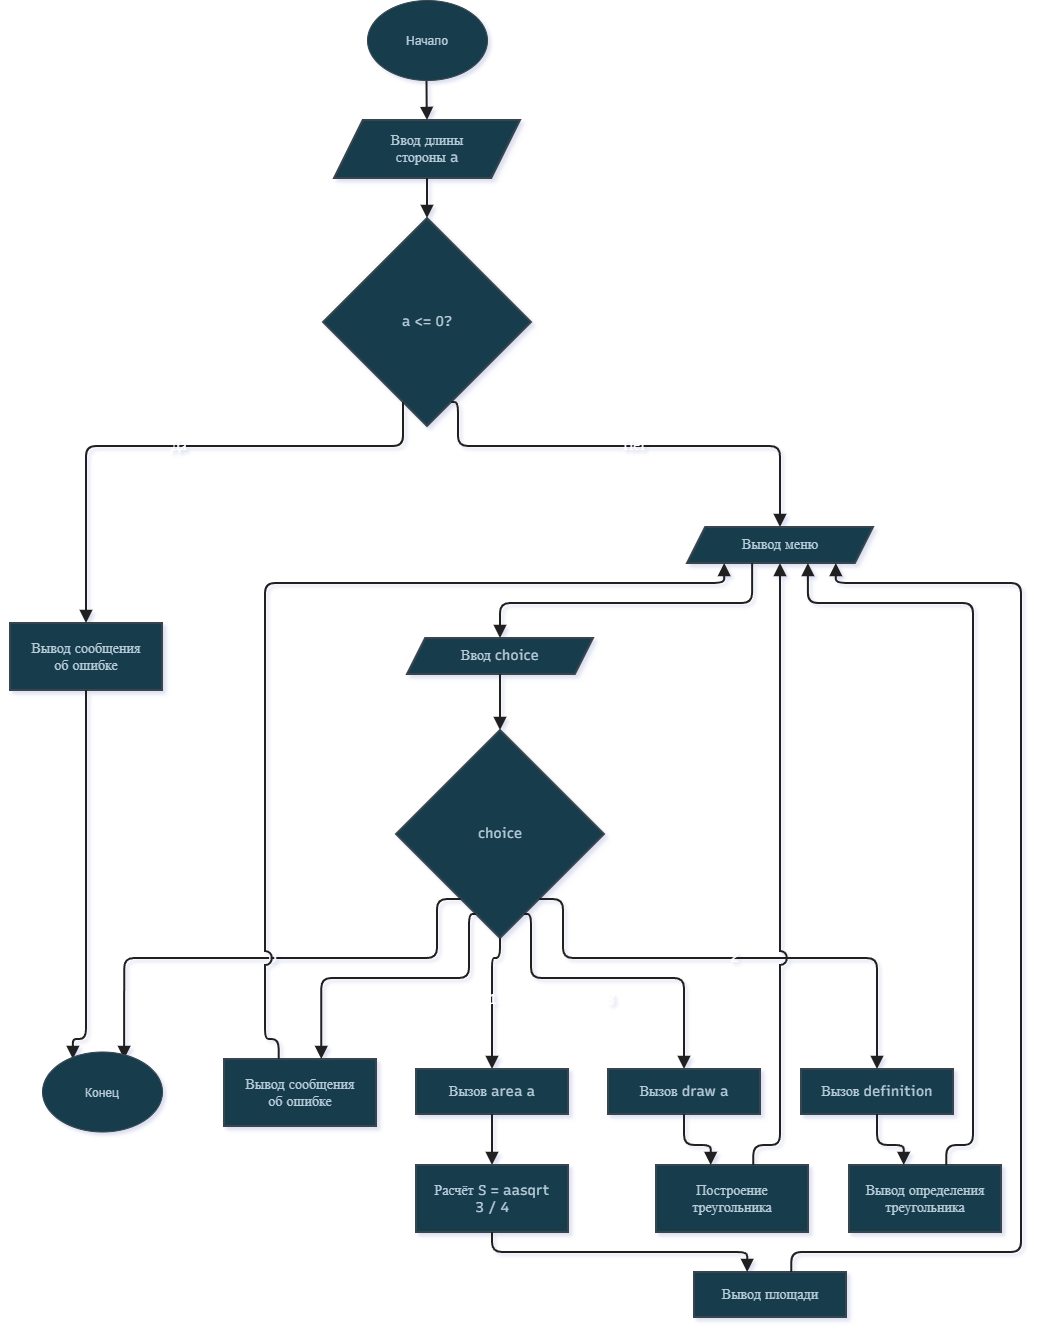 Начало
Ввод длины
стороны a
a <= 0?
Вывод меню
Вывод сообщения
об ошибке
Ввод choice
choice
Конец
Вывод сообщения
об ошибке
Вызов area a
Вызов draw a
Вызов definition
Расчёт S = aasqrt
3 / 4
Построение
треугольника
Вывод определения
треугольника
Вывод площади